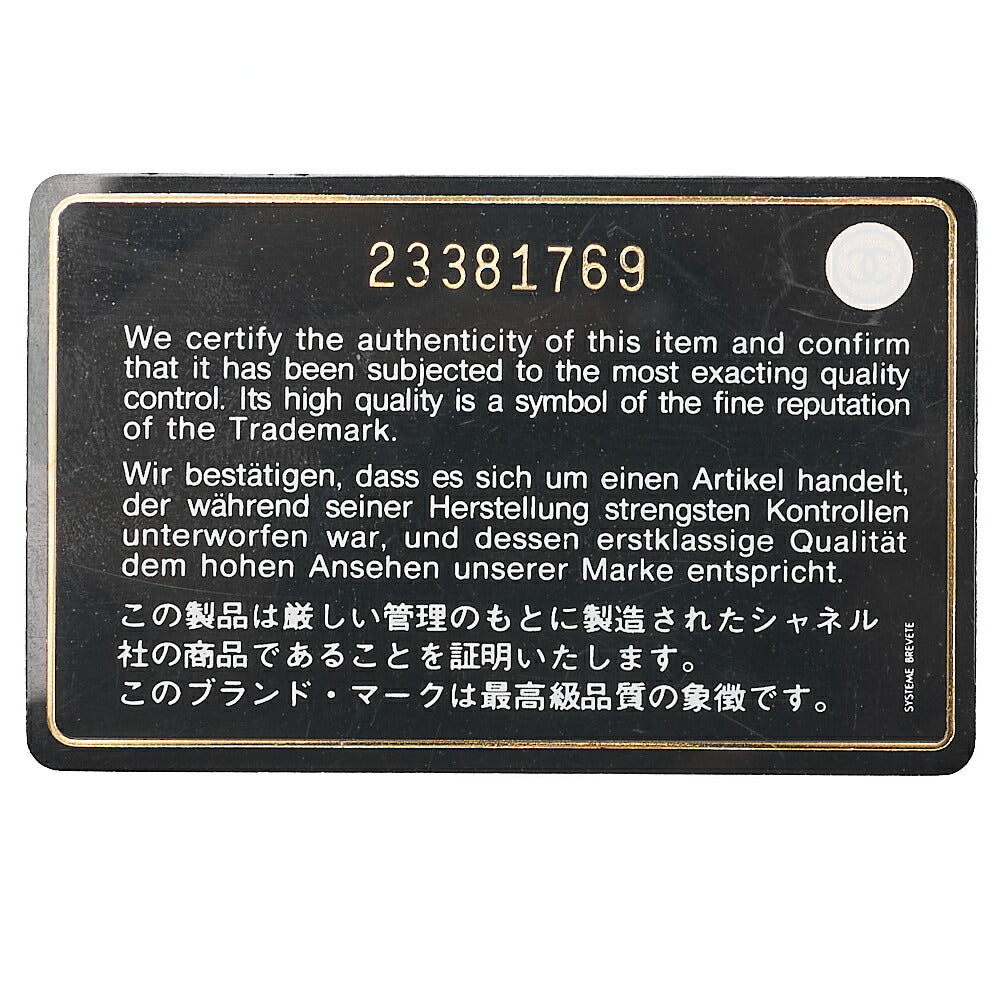 23381769
We certify the authenticity of this item and confirm
that it has been subjected to the most exacting quality
control. Its high quality is a symbol of the fine reputation
of the Trademark.
Wir bestätigen, dass es sich um einen Artikel handelt,
der während seiner Herstellung strengsten Kontrollen
unterworfen war, und dessen erstklassige Qualität
dem hohen Ansehen unserer Marke entspricht.
この製品は厳しい管理のもとに製造されたシャネル
社の商品であることを証明いたします。
このブランド・マークは最高級品質の象徴です。
SYSTEME BREVETE